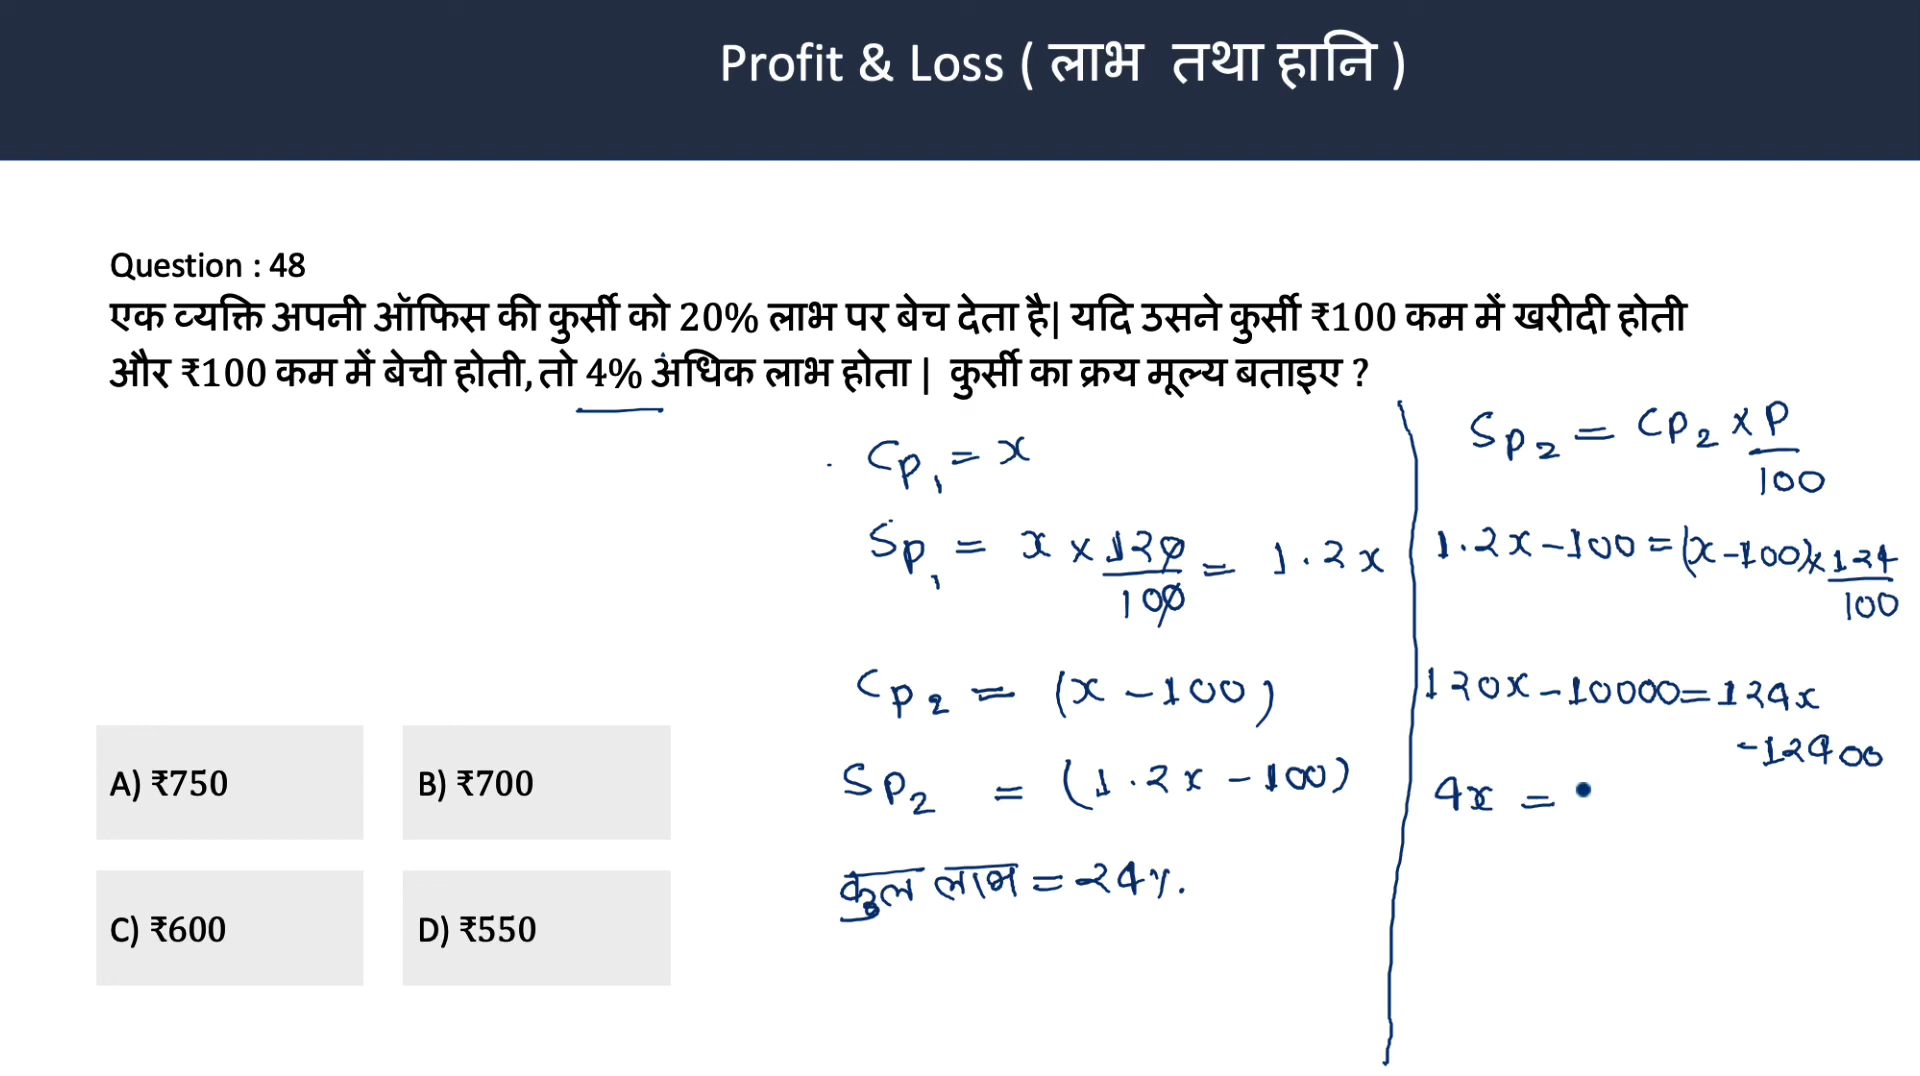 Profit & Loss ( लाभ तथा हानि )
Question : 48
एक व्यक्ति अपनी ऑफिस की कुर्सी को 20% लाभ पर बेच देता है| यदि उसने कुर्सी ₹100 कम में खरीदी होती
और ₹100 कम में बेची होती, तो 4% अधिक लाभ होता | कुर्सी का क्रय मूल्य बताइए ?
A) ₹750
B) ₹700
C) ₹600
D) ₹550
CP₁ = x
SP₁ = x × 120/100 = 1.2x
CP₂ = (x - 100)
SP₂ = (1.2x - 100)
कुल लाभ = 24%.
SP₂ = CP₂ × P/100
1.2x - 100 = (x - 100) × 124/100
120x - 10000 = 124x
- 12400
4x =